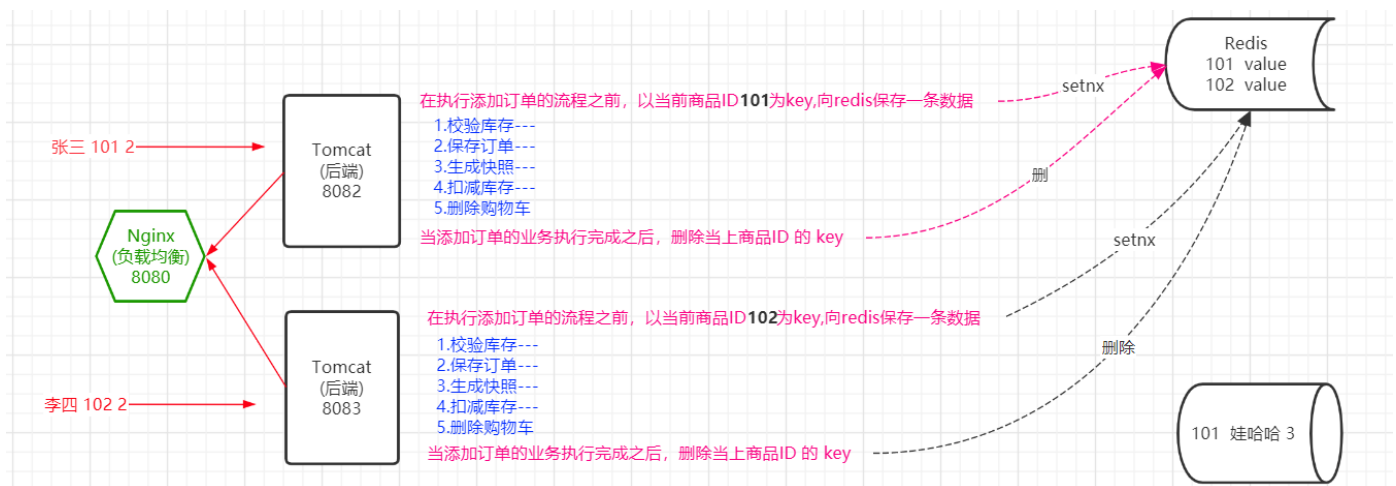 Redis
101 value
102 value
setnx
在执行添加订单的流程之前，以当前商品ID101为key,向redis保存一条数据
1.校验库存---
2.保存订单---
3.生成快照---
4.扣减库存---
5.删除购物车
张三 101 2
Tomcat
(后端)
8082
删
当添加订单的业务执行完成之后，删除当上商品ID 的 key
Nginx
(负载均衡)
8080
setnx
在执行添加订单的流程之前，以当前商品ID102为key,向redis保存一条数据
1.校验库存---
2.保存订单---
3.生成快照---
4.扣减库存---
5.删除购物车
Tomcat
(后端)
8083
删除
李四 102 2
101 娃哈哈 3
当添加订单的业务执行完成之后，删除当上商品ID 的 key